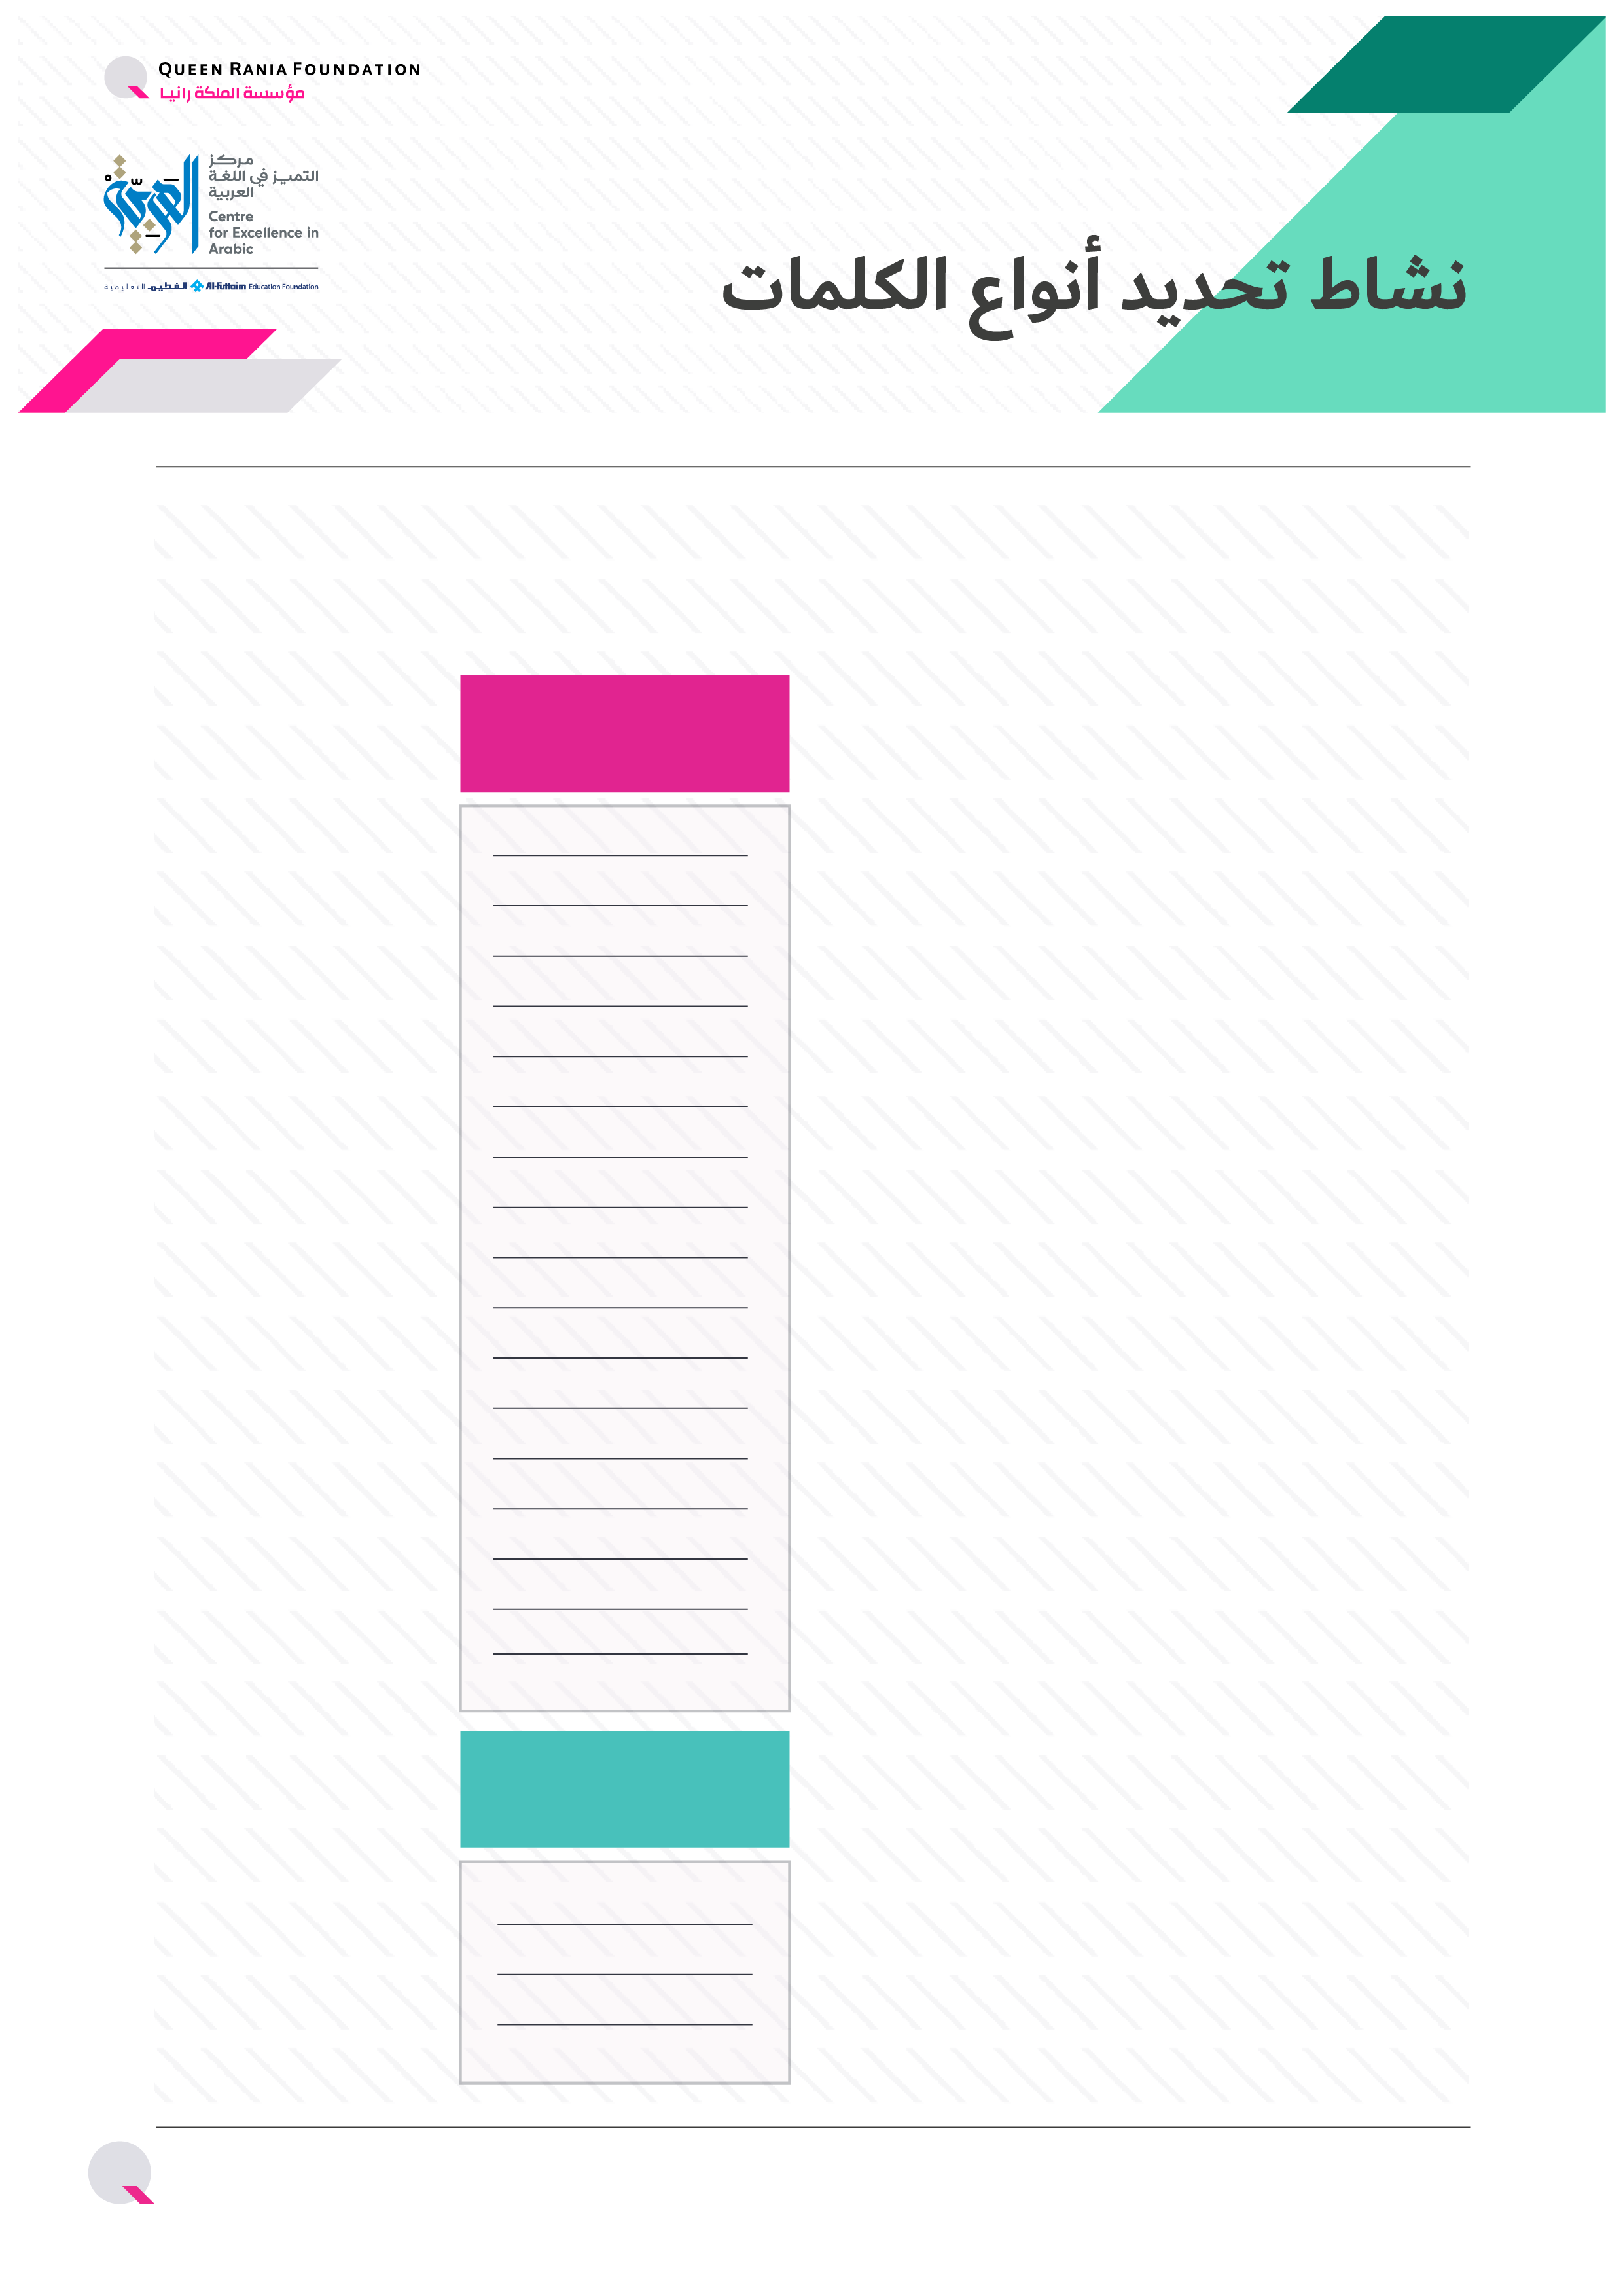 QUEEN RANIA FOUNDATION
مؤسسة الملكة رانيا
مركز
التميز في اللغة
العربية
Centre
for Excellence in
Arabic
العربية
الفطيم التعليمية Al-Futtaim Education Foundation
نشاط تحديد أنواع الكلمات